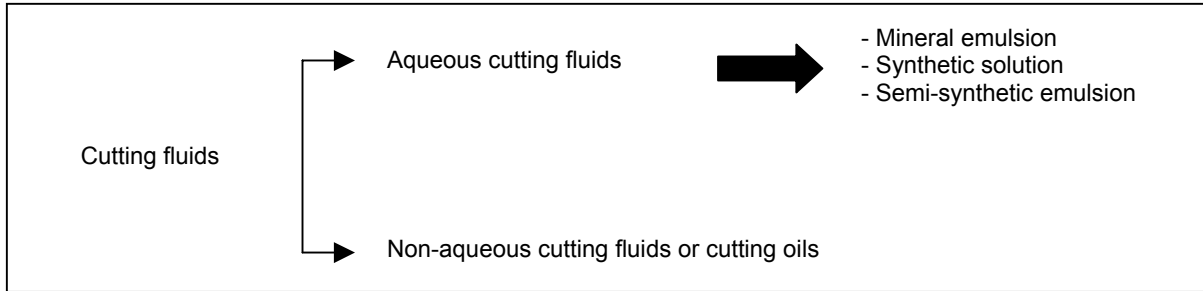 Cutting fluids
Aqueous cutting fluids
- Mineral emulsion
- Synthetic solution
- Semi-synthetic emulsion
Non-aqueous cutting fluids or cutting oils